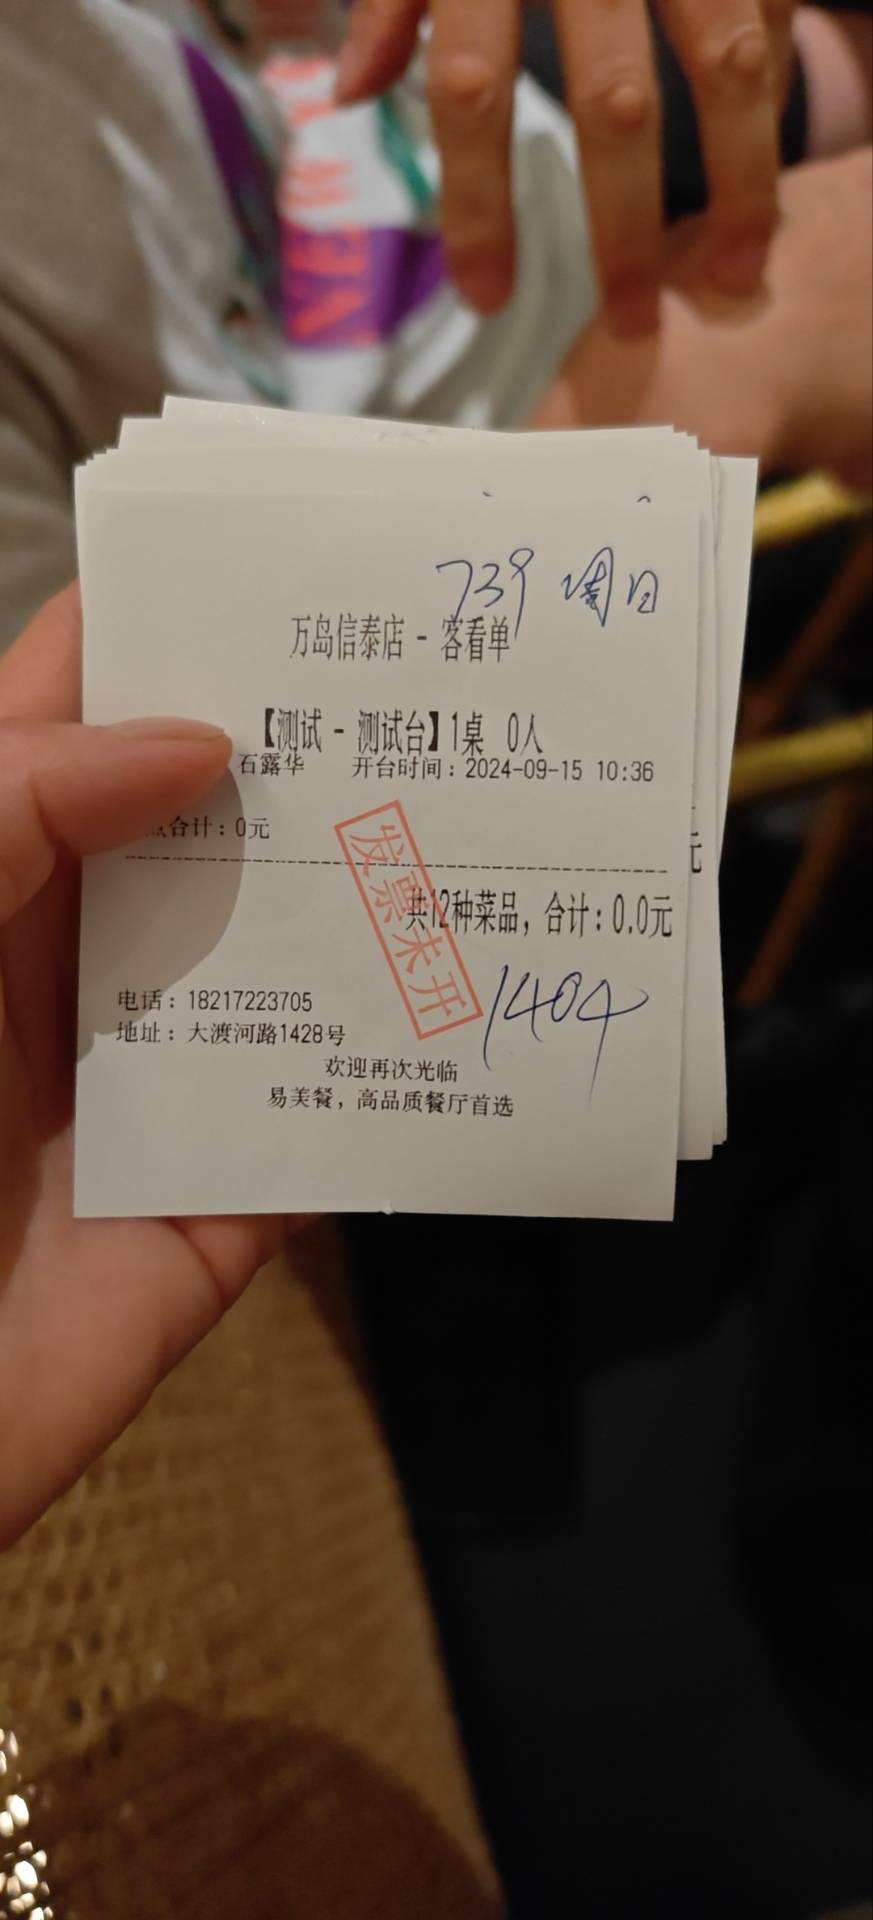 NEW
739 周日
万岛信泰店 - 客看单
【测试 - 测试台】1桌 0人
石露华 开台时间：2024-09-15 10:36
点合计：0元
元
共12种菜品，合计：0.0元
发票未开
1404
电话：18217223705
地址：大渡河路1428号
欢迎再次光临
易美餐，高品质餐厅首选